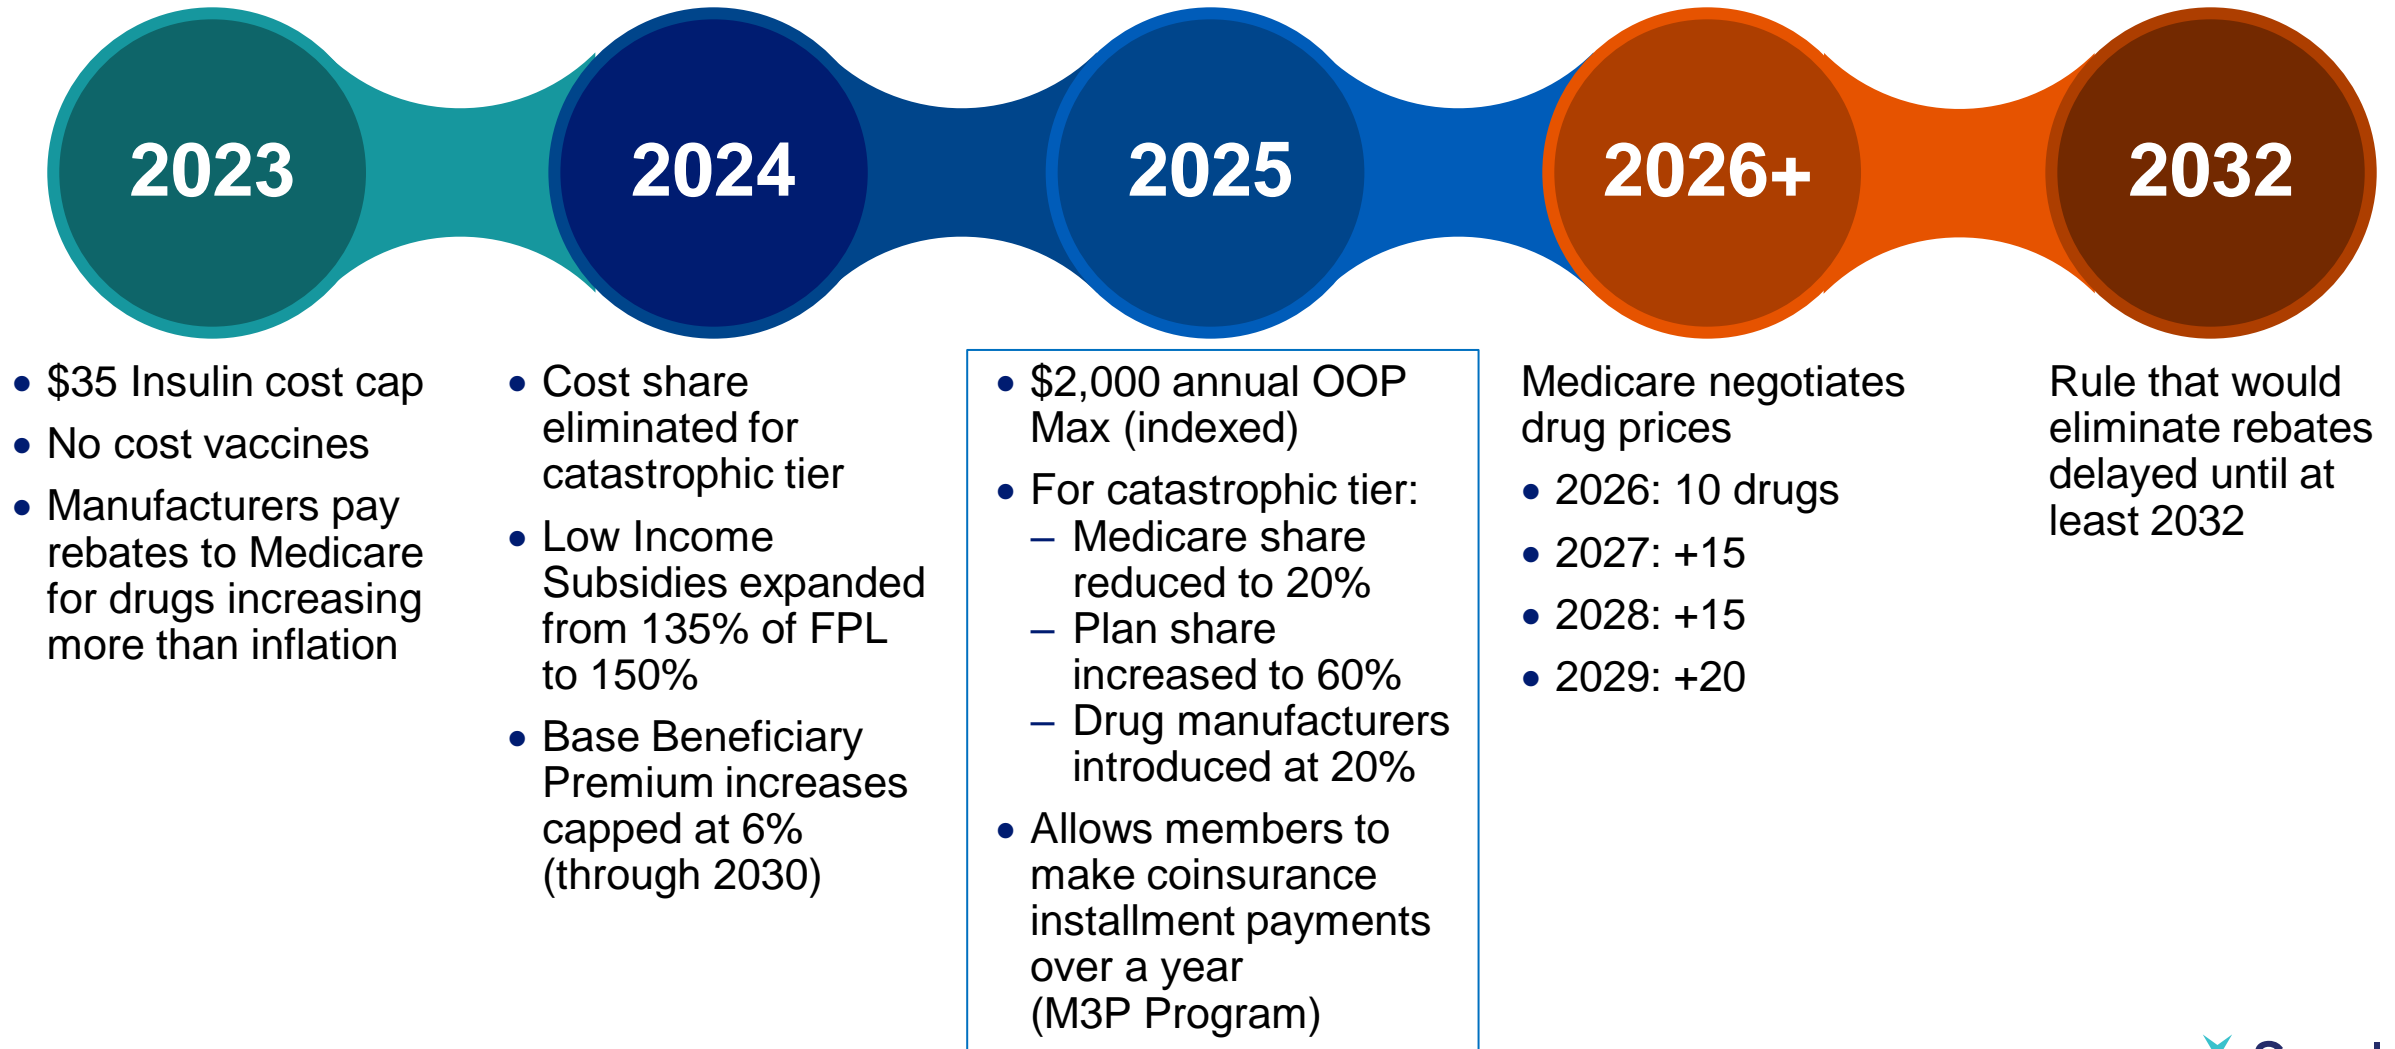 2023
2024
2025
2026+
2032
• $35 Insulin cost cap
• No cost vaccines
• Manufacturers pay
rebates to Medicare
for drugs increasing
more than inflation
• Cost share
eliminated for
catastrophic tier
• Low Income
Subsidies expanded
from 135% of FPL
to 150%
• Base Beneficiary
Premium increases
capped at 6%
(through 2030)
• $2,000 annual OOP
Max (indexed)
• For catastrophic tier:
– Medicare share
reduced to 20%
– Plan share
increased to 60%
– Drug manufacturers
introduced at 20%
• Allows members to
make coinsurance
installment payments
over a year
(M3P Program)
Medicare negotiates
drug prices
• 2026: 10 drugs
• 2027: +15
• 2028: +15
• 2029: +20
Rule that would
eliminate rebates
delayed until at
least 2032